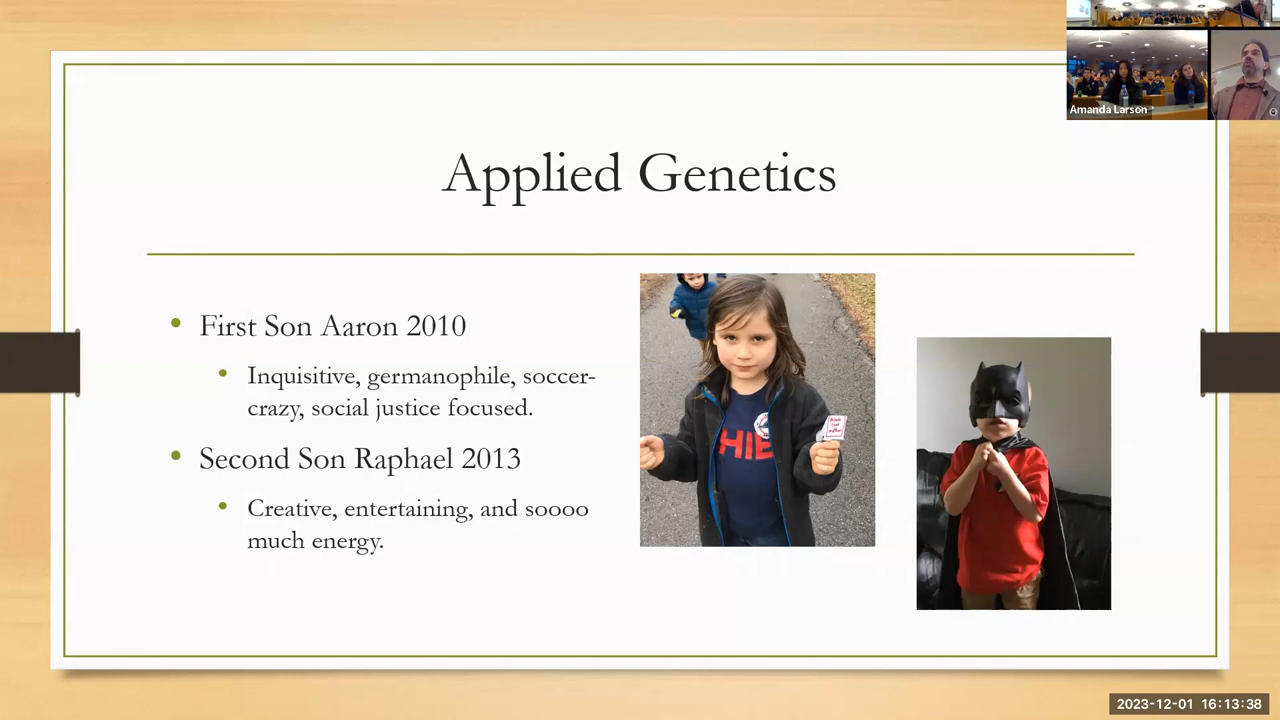 Amanda Larson
Applied Genetics
First Son Aaron 2010
Inquisitive, germanophile, soccer-
crazy, social justice focused.
Second Son Raphael 2013
Creative, entertaining, and soooo
much energy.
HIE
2023-12-01 16:13:38